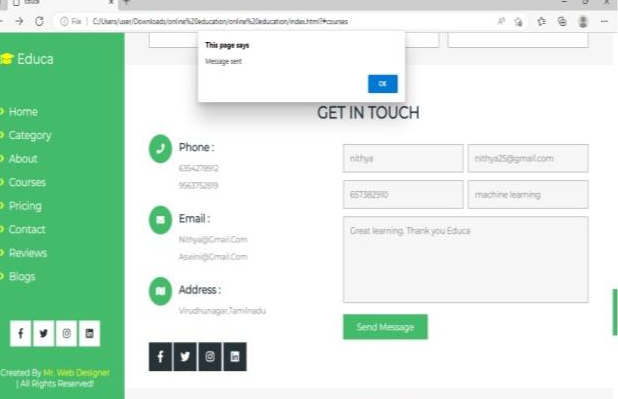 Educa
File | C:/Users/user/Downloads/online%20education/online%20education/index.html?#courses
This page says
Message sent
OK
Educa
Home
Category
About
Courses
Pricing
Contact
Reviews
Blogs
Created By Mr. Web Designer
| All Rights Reserved!
GET IN TOUCH
Phone :
6354278912
9563752819
Email :
Nithya@Gmail.Com
Aswini@Gmail.Com
Address :
Virudhunagar,Tamilnadu
nithya
nithya25@gmail.com
657382910
machine learning
Great learning. Thank you Educa
Send Message